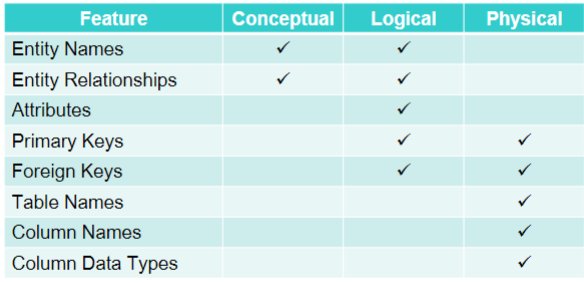 Feature Conceptual Logical Physical
Entity Names ✓ ✓
Entity Relationships ✓ ✓
Attributes ✓
Primary Keys ✓ ✓
Foreign Keys ✓ ✓
Table Names ✓
Column Names ✓
Column Data Types ✓